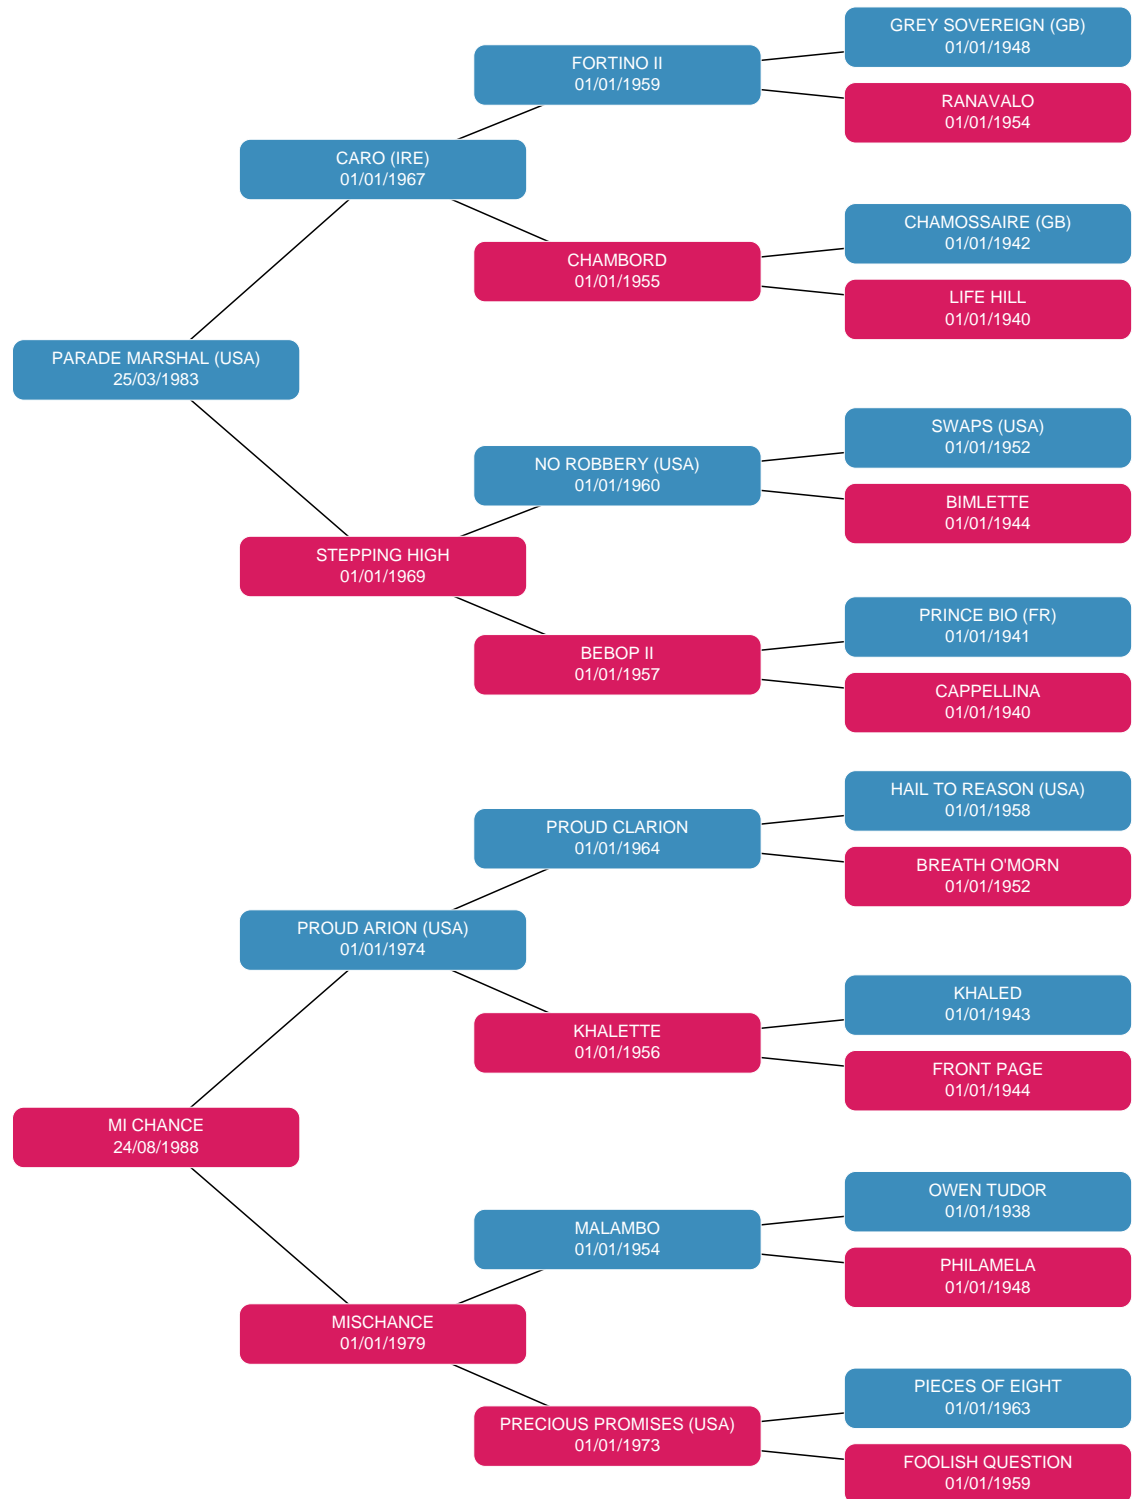 GREY SOVEREIGN (GB)
01/01/1948
FORTINO II
01/01/1959
RANAVALO
01/01/1954
CARO (IRE)
01/01/1967
CHAMOSSAIRE (GB)
01/01/1942
CHAMBORD
01/01/1955
LIFE HILL
01/01/1940
PARADE MARSHAL (USA)
25/03/1983
SWAPS (USA)
01/01/1952
NO ROBBERY (USA)
01/01/1960
BIMLETTE
01/01/1944
STEPPING HIGH
01/01/1969
PRINCE BIO (FR)
01/01/1941
BEBOP II
01/01/1957
CAPPELLINA
01/01/1940
HAIL TO REASON (USA)
01/01/1958
PROUD CLARION
01/01/1964
BREATH O'MORN
01/01/1952
PROUD ARION (USA)
01/01/1974
KHALED
01/01/1943
KHALETTE
01/01/1956
FRONT PAGE
01/01/1944
MI CHANCE
24/08/1988
OWEN TUDOR
01/01/1938
MALAMBO
01/01/1954
PHILAMELA
01/01/1948
MISCHANCE
01/01/1979
PIECES OF EIGHT
01/01/1963
PRECIOUS PROMISES (USA)
01/01/1973
FOOLISH QUESTION
01/01/1959